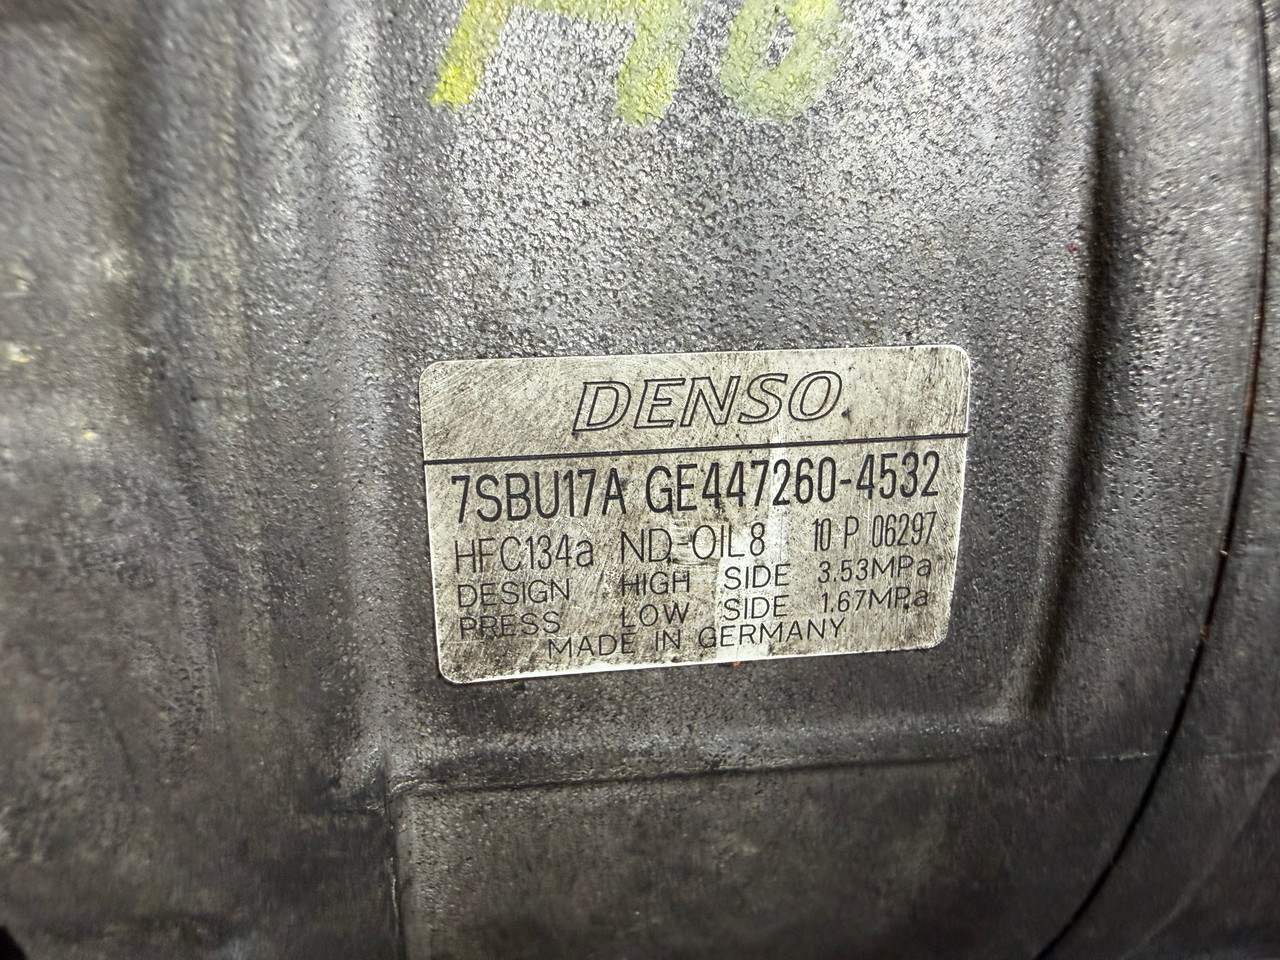 DENSO
7SBU17A GE447260-4532
HFC134a ND-OIL8 10 P 06297
DESIGN HIGH SIDE 3.53MPa
PRESS LOW SIDE 1.67MPa
MADE IN GERMANY